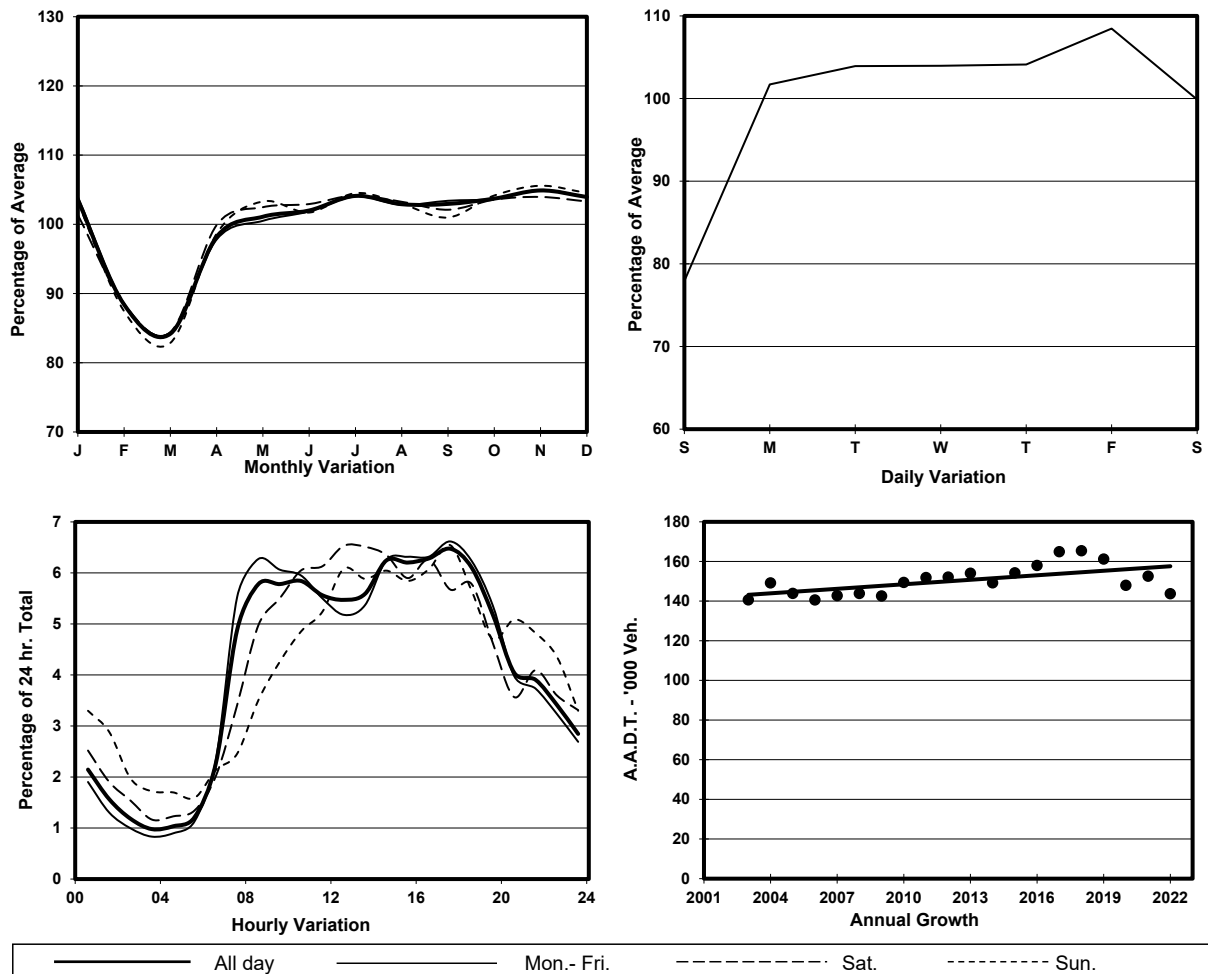 130
120
110
100
90
80
70
Percentage of Average
J F M A M J J A S O N D
Monthly Variation
110
100
90
80
70
60
Percentage of Average
S M T W T F S
Daily Variation
7
6
5
4
3
2
1
0
Percentage of 24 hr. Total
00 04 08 12 16 20 24
Hourly Variation
180
160
140
120
100
80
60
40
20
0
A.A.D.T. - '000 Veh.
2001 2004 2007 2010 2013 2016 2019 2022
Annual Growth
All day Mon.- Fri. Sat. Sun.